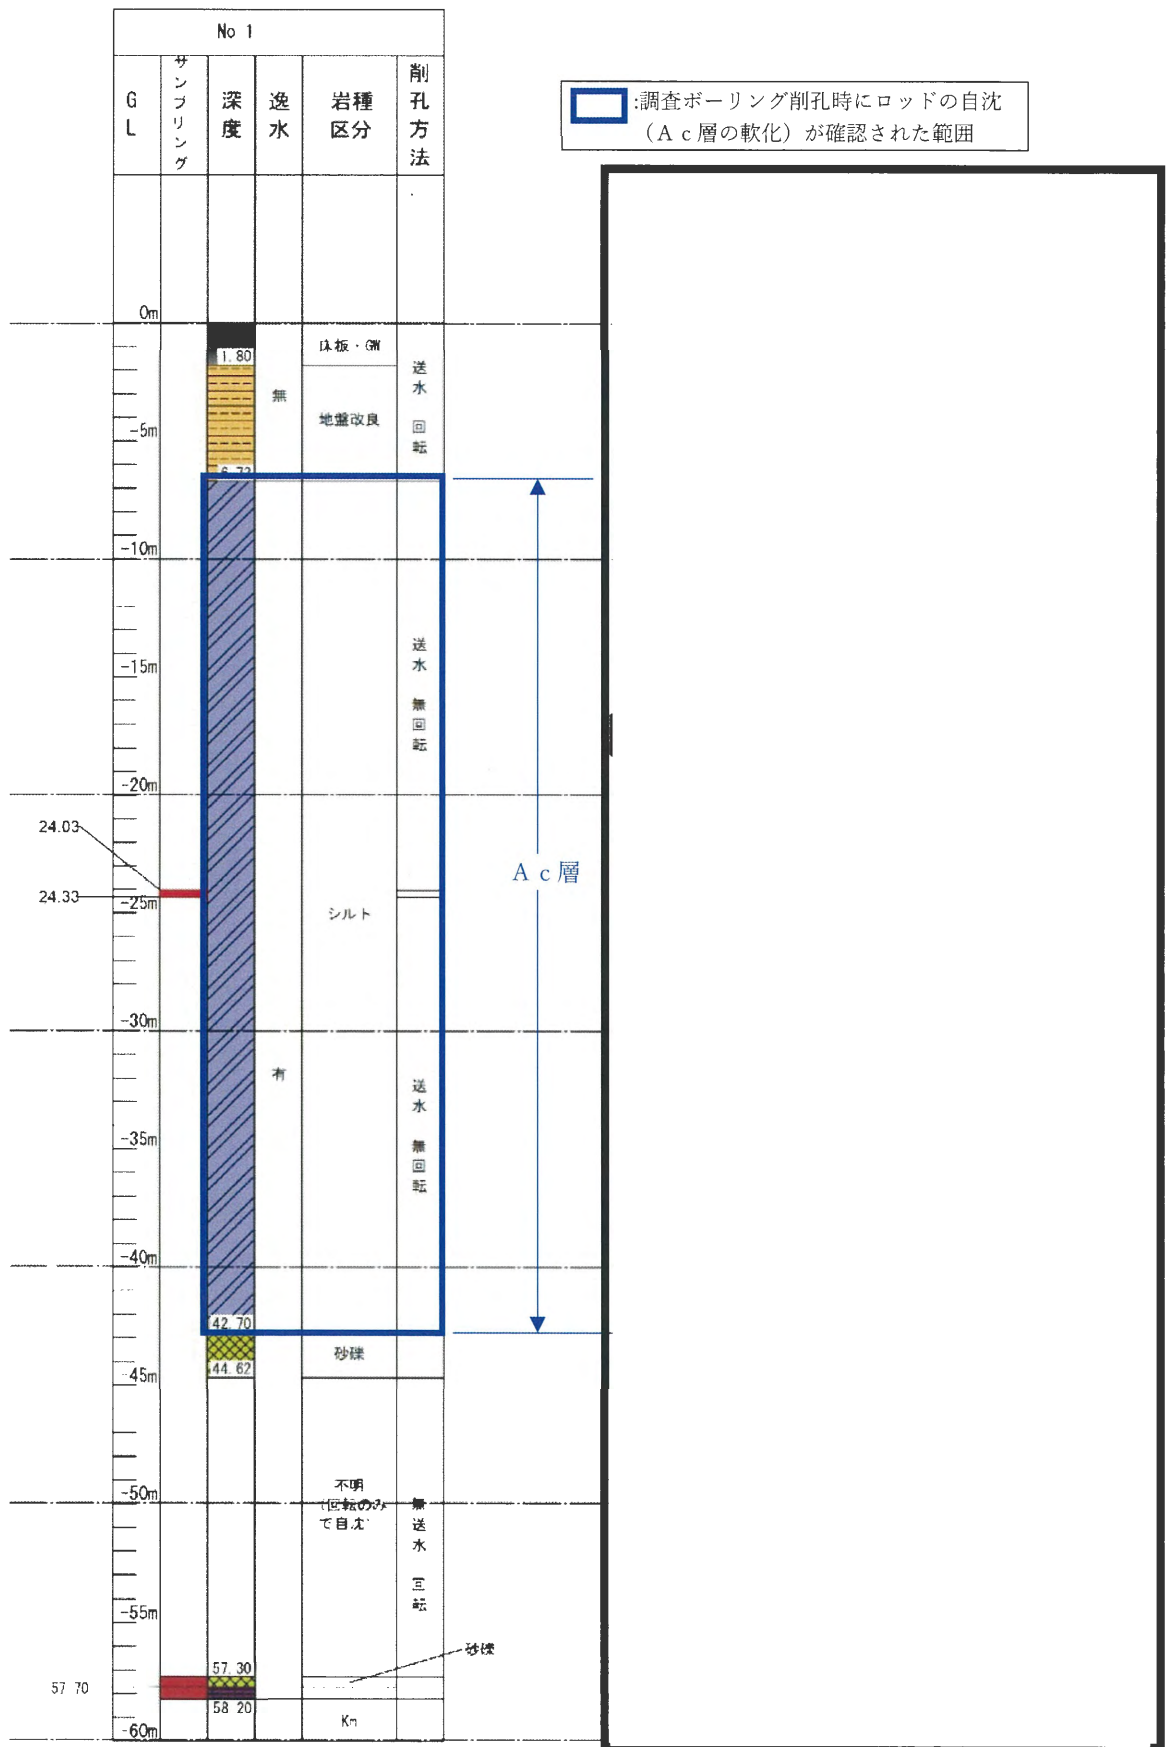 No 1
GL
サンプリング
深度
逸水
岩種
区分
削孔方法
:調査ボーリング削孔時にロッドの自沈
(Ac層の軟化)が確認された範囲
0m
1.80
床板・GW
送水 回転
無
地盤改良
-5m
-10m
送水 無回転
-15m
-20m
24.03
Ac層
24.33
-25m
シルト
-30m
有
送水 無回転
-35m
-40m
42.70
砂礫
44.62
-45m
不明
-50m
(回転のみ
で自沈)
無送水 回転
-55m
砂礫
57.30
57 70
58 20
Km
-60m